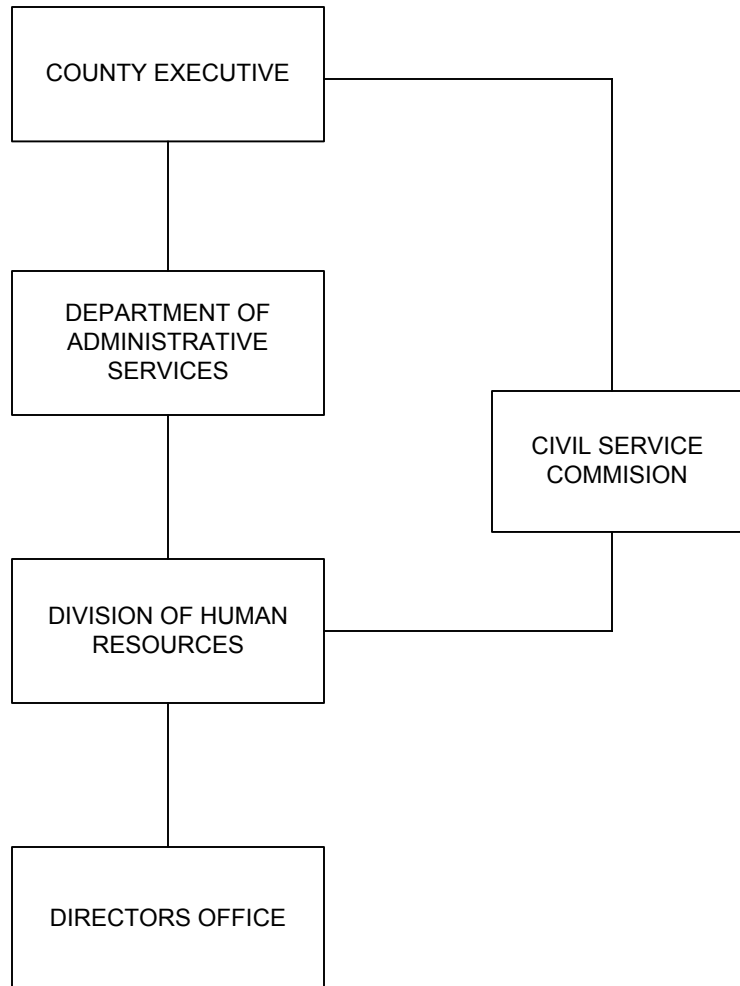 COUNTY EXECUTIVE
DEPARTMENT OF
ADMINISTRATIVE
SERVICES
CIVIL SERVICE
COMMISION
DIVISION OF HUMAN
RESOURCES
DIRECTORS OFFICE